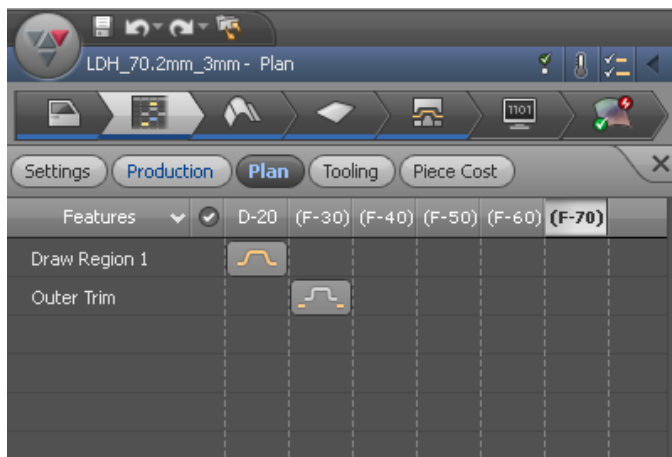 LDH_70.2mm_3mm - Plan
1101
Settings Production Plan Tooling Piece Cost
Features D-20 (F-30) (F-40) (F-50) (F-60) (F-70)
Draw Region 1
Outer Trim